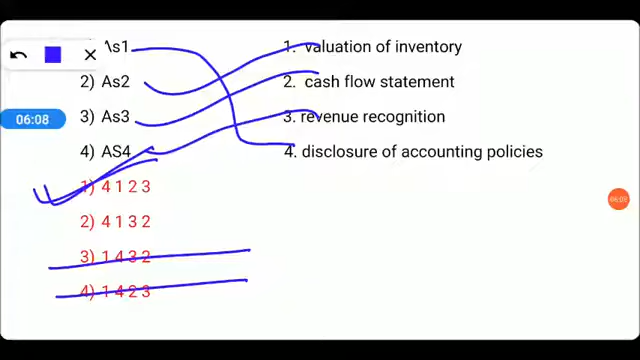 As1
1. valuation of inventory
2) As2
2. cash flow statement
06:08
3) As3
3. revenue recognition
4) AS4
4. disclosure of accounting policies
1) 4 1 2 3
2) 4 1 3 2
3) 1 4 3 2
4) 1 4 2 3